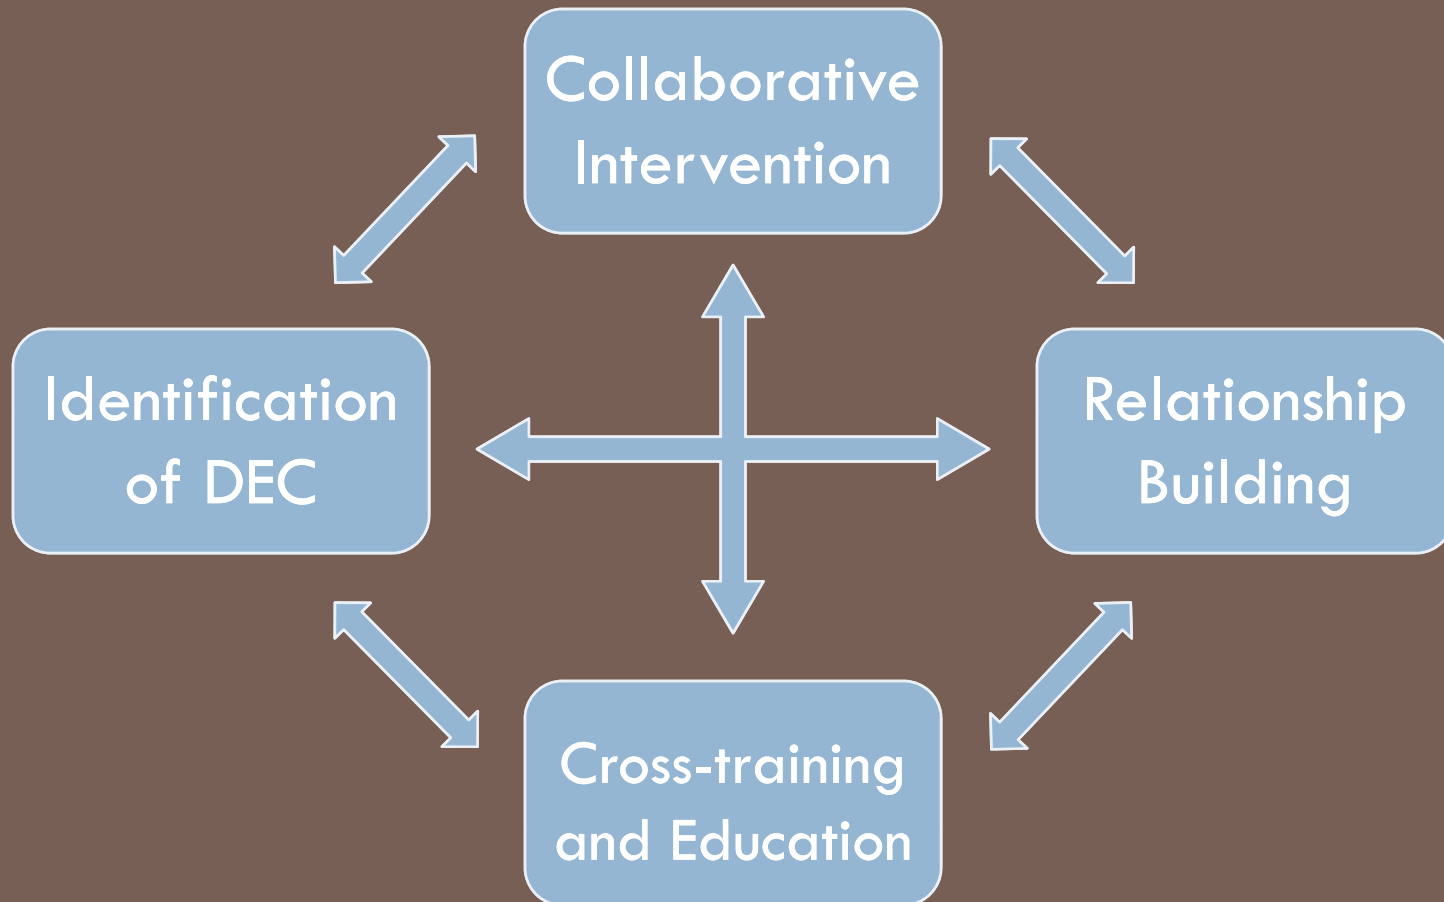 Collaborative
Intervention
Identification
of DEC
Relationship
Building
Cross-training
and Education